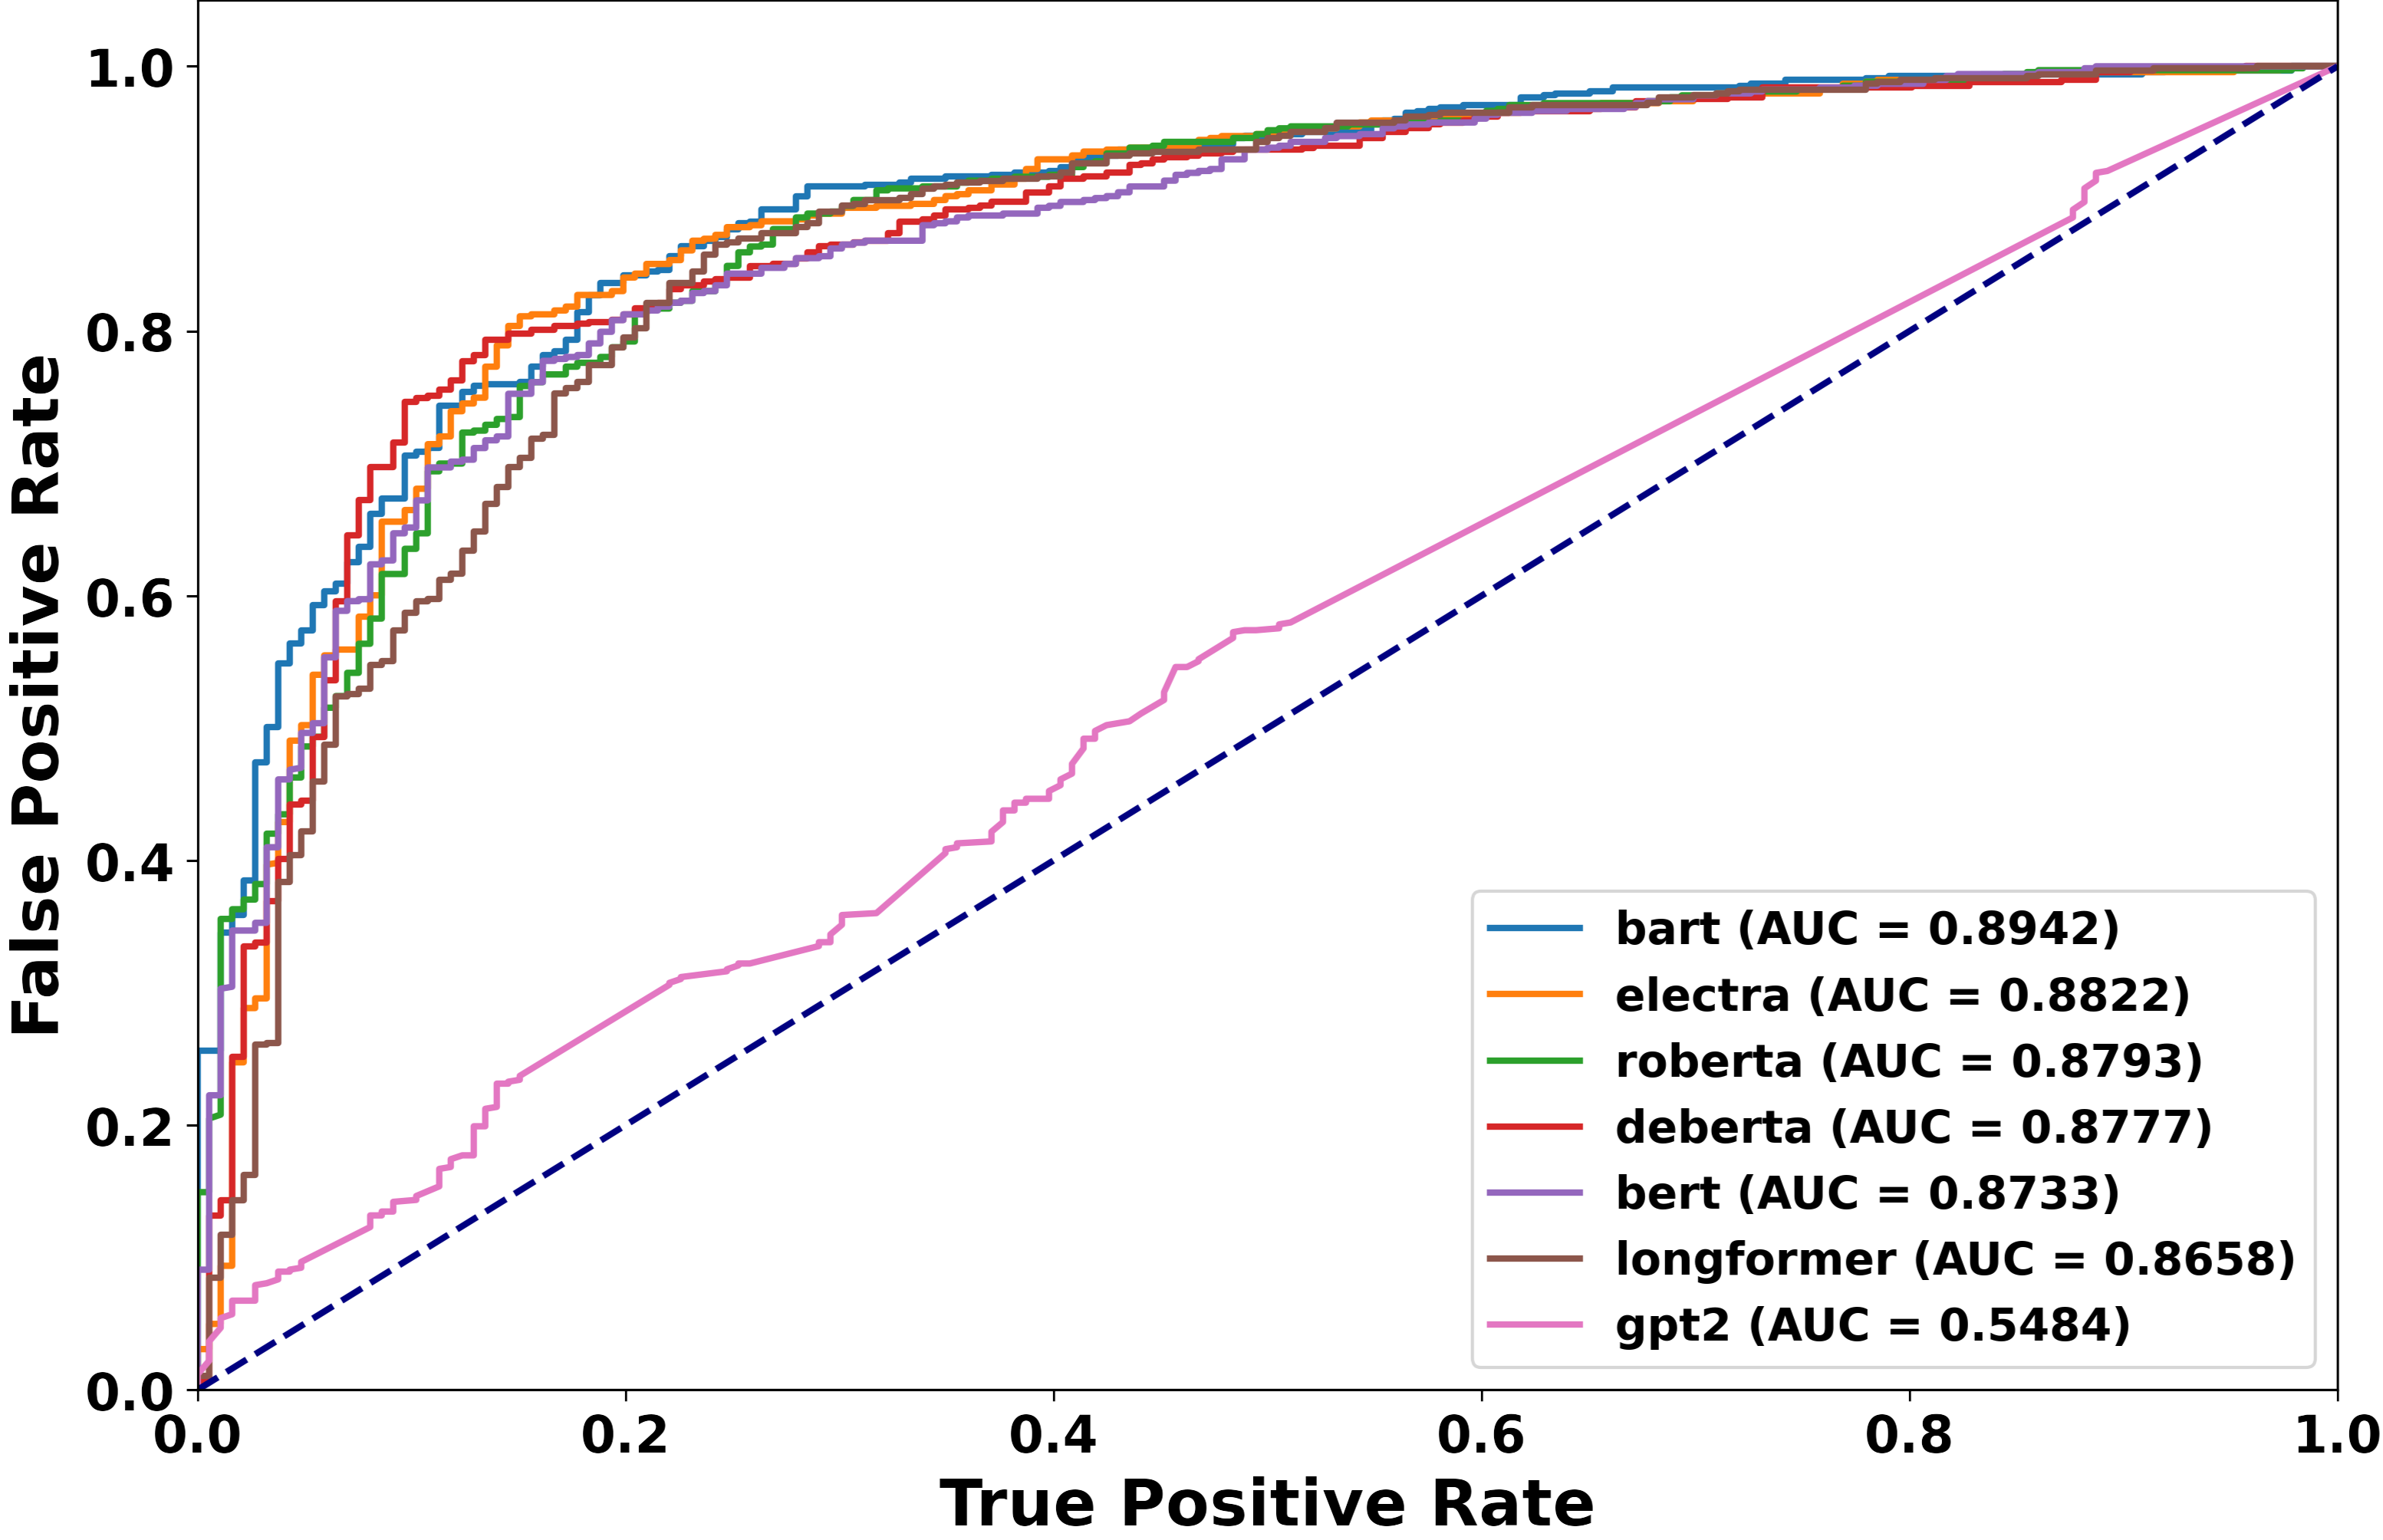 1.0
0.8
0.6
0.4
0.2
0.0
False Positive Rate
bart (AUC = 0.8942)
electra (AUC = 0.8822)
roberta (AUC = 0.8793)
deberta (AUC = 0.8777)
bert (AUC = 0.8733)
longformer (AUC = 0.8658)
gpt2 (AUC = 0.5484)
0.0 0.2 0.4 0.6 0.8 1.0
True Positive Rate